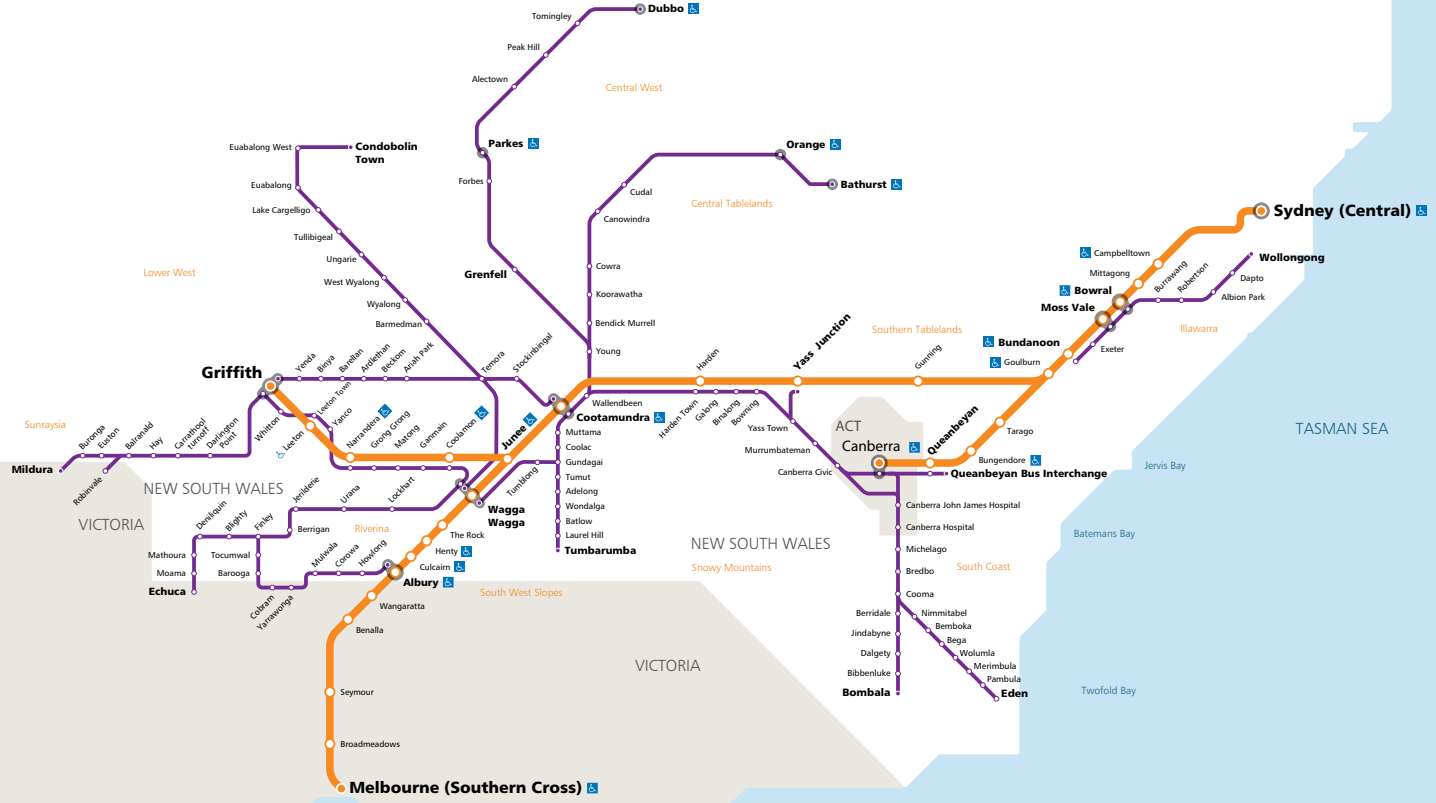 Dubbo
Tomingley
Peak Hill
Central West
Alectown
Euabalong West
Condobolin
Town
Parkes
Orange
Forbes
Bathurst
Euabalong
Cudal
Central Tablelands
Lake Cargelligo
Canowindra
Sydney (Central)
Tullibigeal
Campbelltown
Ungarie
Wollongong
Lower West
Grenfell
Cowra
Mittagong
Burrawang
Robertson
Dapto
West Wyalong
Koorawatha
Bowral
Albion Park
Wyalong
Moss Vale
Barmedman
Bendick Murrell
Southern Tablelands
Illawarra
Yass Junction
Bundanoon
Exeter
Young
Goulburn
Griffith
Yenda
Binya
Barellan
Ardlethan
Beckom
Ariah Park
Temora
Stockinbingal
Harden
Gunning
Leeton Town
Yanco
Wallendbeen
Cootamundra
Harden Town
Galong
Binalong
Bowning
Sunraysia
Buronga
Euston
Balranald
Hay
Carrathool
turnoff
Darlington
Point
Whitton
Leeton
Narrandera
Grong Grong
Matong
Ganmain
Coolamon
Junee
Muttama
Yass Town
ACT
Queanbeyan
Tarago
TASMAN SEA
Coolac
Murrumbateman
Canberra
Gundagai
Bungendore
Jervis Bay
Mildura
Robinvale
Canberra Civic
Queanbeyan Bus Interchange
NEW SOUTH WALES
Jerilderie
Urana
Lockhart
Tumblong
Tumut
Adelong
VICTORIA
Deniliquin
Blighty
Finley
Berrigan
Riverina
Wagga
Wagga
Wondalga
Canberra John James Hospital
Batlow
Canberra Hospital
The Rock
Laurel Hill
Batemans Bay
Mathoura
Tocumwal
Mulwala
Corowa
Howlong
Henty
Tumbarumba
NEW SOUTH WALES
Michelago
Moama
Barooga
Culcairn
Snowy Mountains
Bredbo
South Coast
Echuca
Albury
South West Slopes
Cooma
Cobram
Yarrawonga
Wangaratta
Berridale
Nimmitabel
Benalla
Jindabyne
Bemboka
Bega
VICTORIA
Dalgety
Wolumla
Bibbenluke
Merimbula
Pambula
Seymour
Bombala
Eden
Twofold Bay
Broadmeadows
Melbourne (Southern Cross)